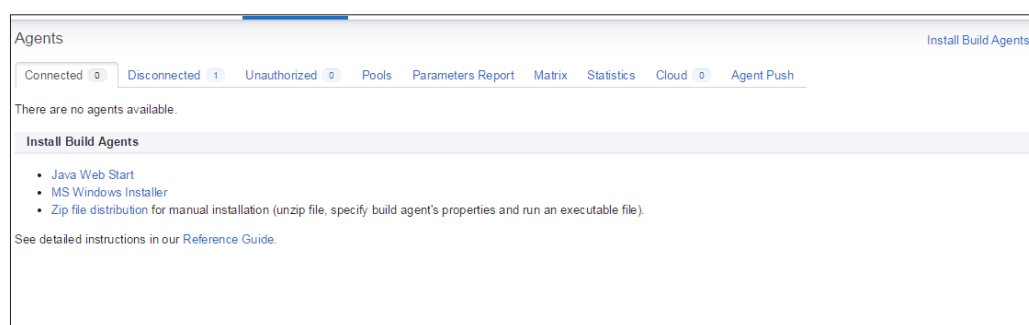 Agents
Install Build Agents
Connected 0 Disconnected 1 Unauthorized 0 Pools Parameters Report Matrix Statistics Cloud 0 Agent Push
There are no agents available.
Install Build Agents
• Java Web Start
• MS Windows Installer
• Zip file distribution for manual installation (unzip file, specify build agent's properties and run an executable file).
See detailed instructions in our Reference Guide.